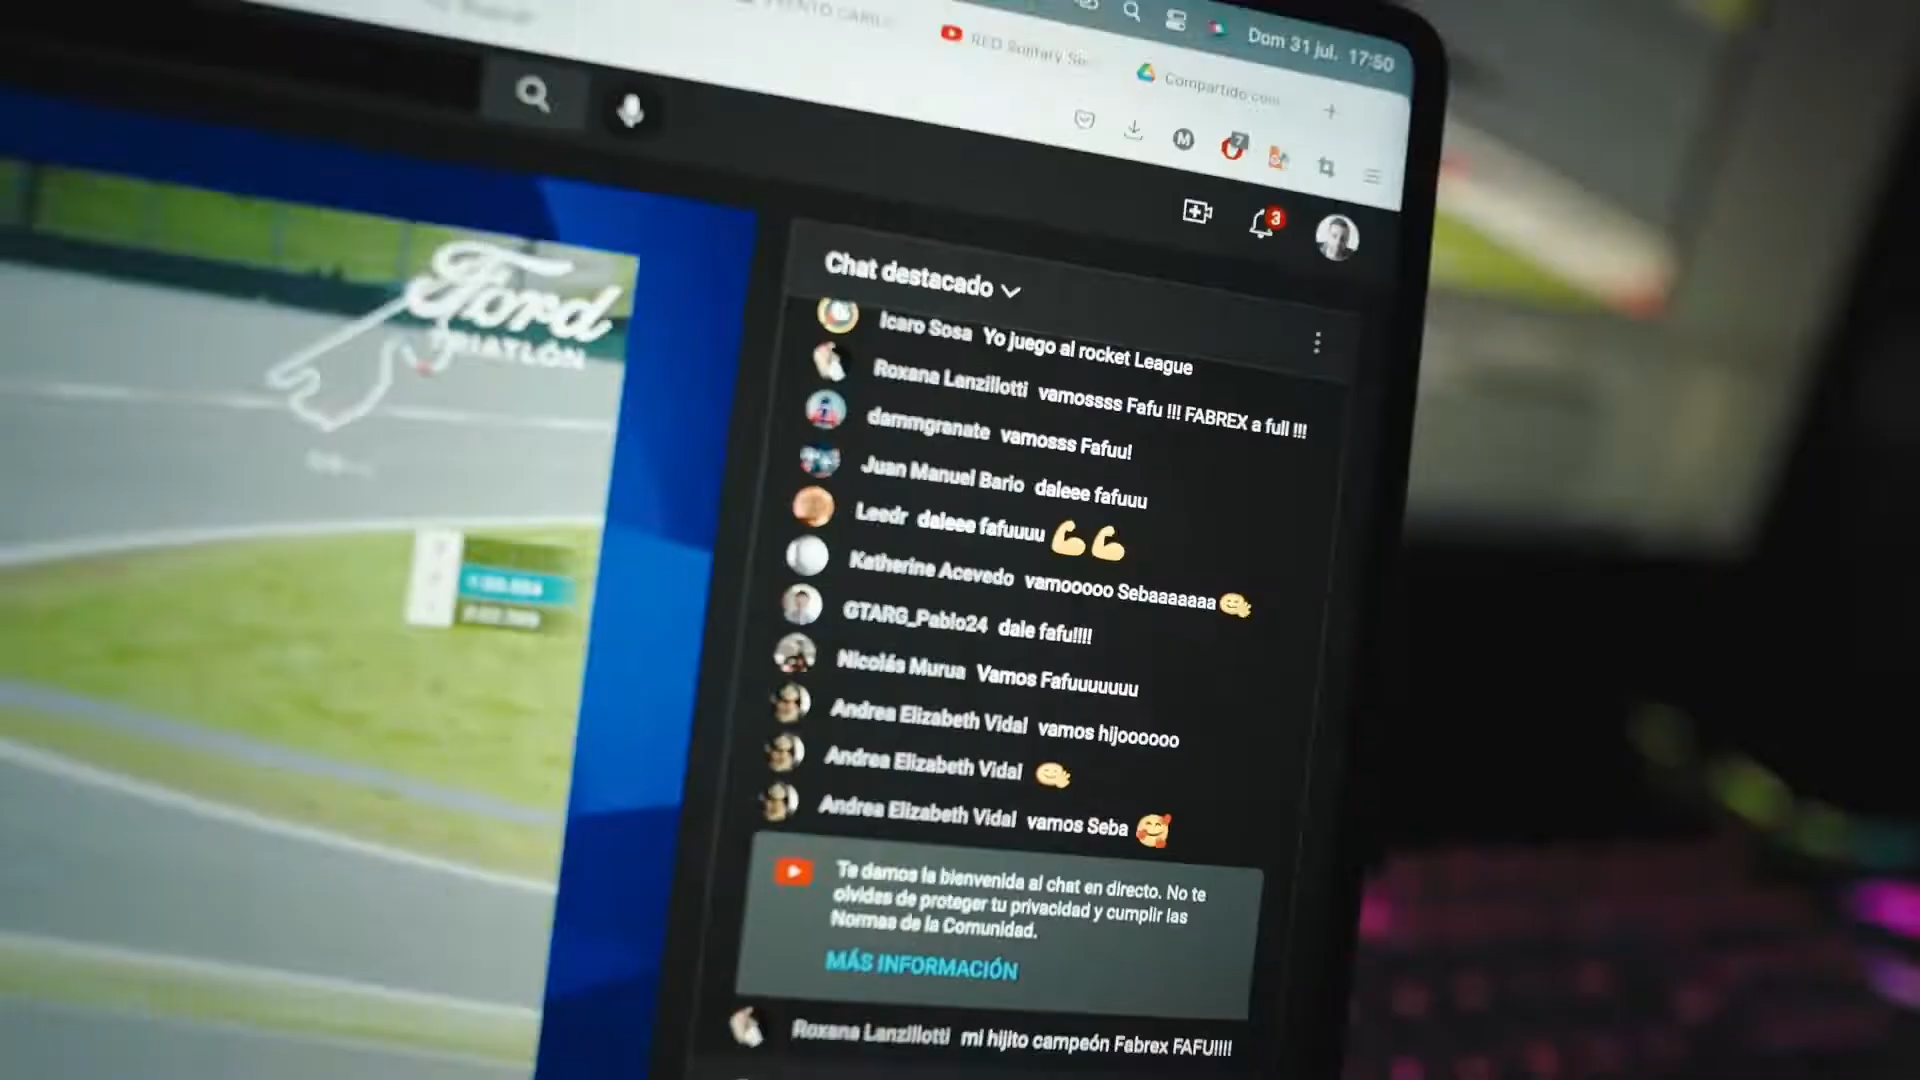 Dom 31 jul. 17:50
RED Solitary
Compartido con
M
7
3
Ford
TRIATLÓN
Chat destacado
Icaro Sosa Yo juego al rocket League
Roxana Lanzillotti vamossss Fafu !!! FABREX a full !!!
dammgranate vamosss Fafuu!
Juan Manuel Bario daleee fafuuu
Leedr daleee fafuuuu 💪💪
Katherine Acevedo vamooooo Sebaaaaaaa
GTARG_Pablo24 dale fafu!!!!
Nicolás Murua Vamos Fafuuuuuuu
Andrea Elizabeth Vidal vamos hijoooooo
Andrea Elizabeth Vidal
Andrea Elizabeth Vidal vamos Seba 🥰
Te damos la bienvenida al chat en directo. No te
olvides de proteger tu privacidad y cumplir las
Normas de la Comunidad.
MÁS INFORMACIÓN
Roxana Lanzillotti mi hijito campeón Fabrex FAFU!!!!